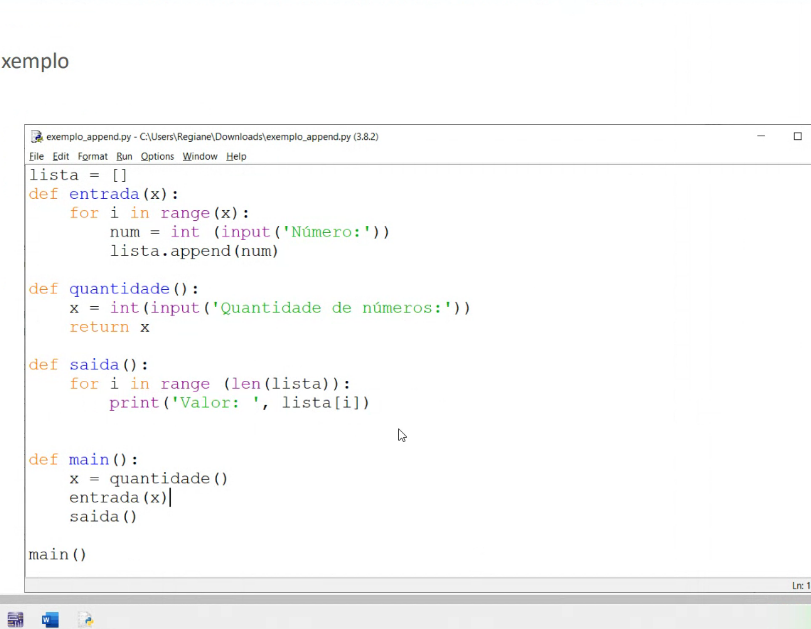 xemplo
exemplo_append.py - C:\Users\Regiane\Downloads\exemplo_append.py (3.8.2)
File Edit Format Run Options Window Help
lista = []
def entrada(x):
    for i in range(x):
        num = int (input('Número:'))
        lista.append(num)
def quantidade():
    x = int(input('Quantidade de números:'))
    return x
def saida():
    for i in range (len(lista)):
        print('Valor: ', lista[i])
def main():
    x = quantidade()
    entrada(x)
    saida()
main()
Ln: 1